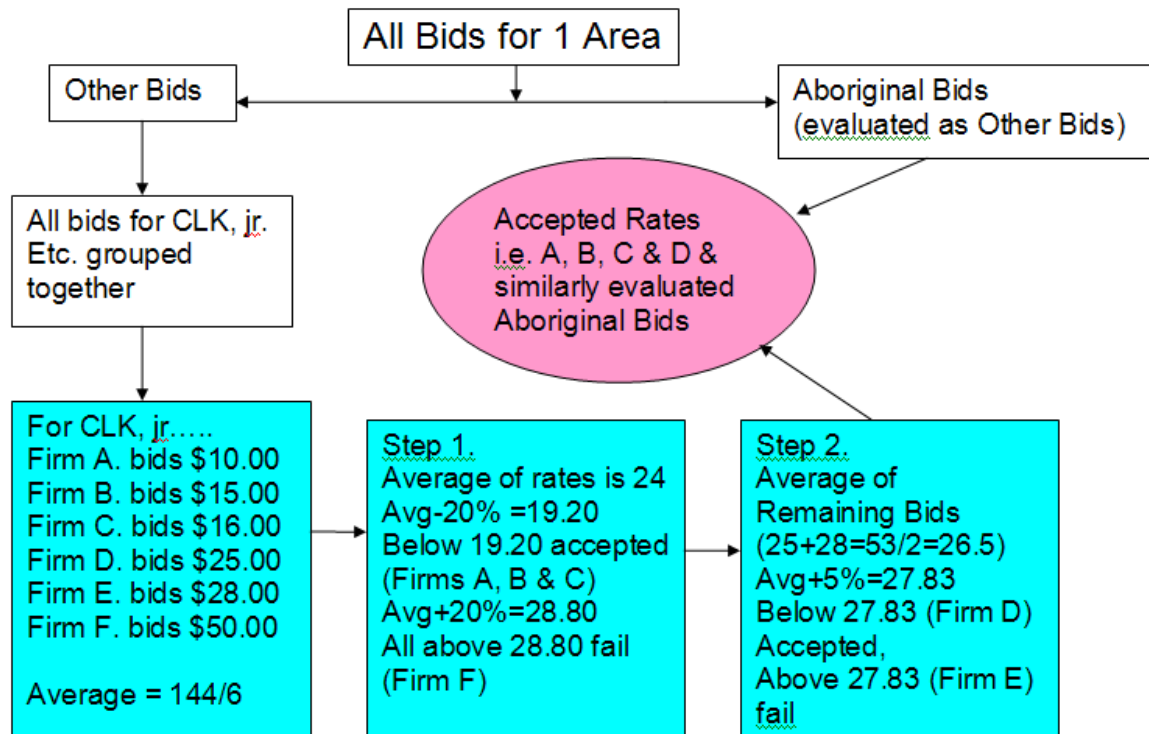 All Bids for 1 Area
Other Bids
Aboriginal Bids
(evaluated as Other Bids)
All bids for CLK, jr.
Etc. grouped
together
Accepted Rates
i.e. A, B, C & D &
similarly evaluated
Aboriginal Bids
For CLK, jr.....
Firm A. bids $10.00
Firm B. bids $15.00
Firm C. bids $16.00
Firm D. bids $25.00
Firm E. bids $28.00
Firm F. bids $50.00
Average = 144/6
Step 1.
Average of rates is 24
Avg-20% =19.20
Below 19.20 accepted
(Firms A, B & C)
Avg+20%=28.80
All above 28.80 fail
(Firm F)
Step 2.
Average of
Remaining Bids
(25+28=53/2=26.5)
Avg+5%=27.83
Below 27.83 (Firm D)
Accepted,
Above 27.83 (Firm E)
fail